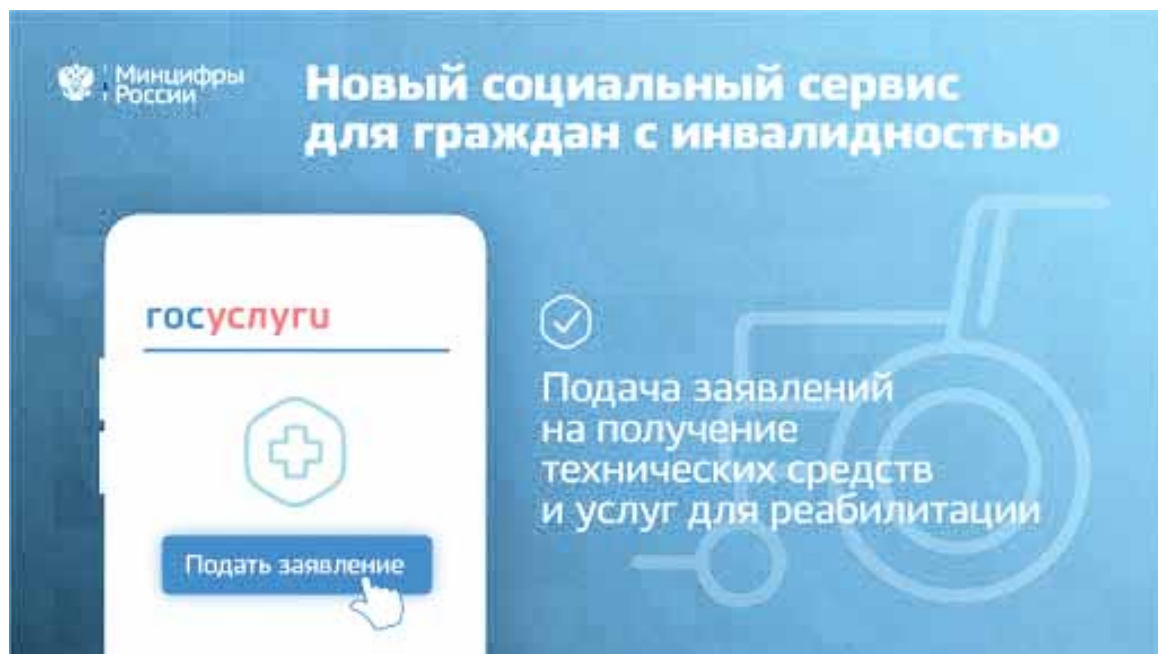 Минцифры
России
Новый социальный сервис
для граждан с инвалидностью
госуслуги
Подать заявление
Подача заявлений
на получение
технических средств
и услуг для реабилитации